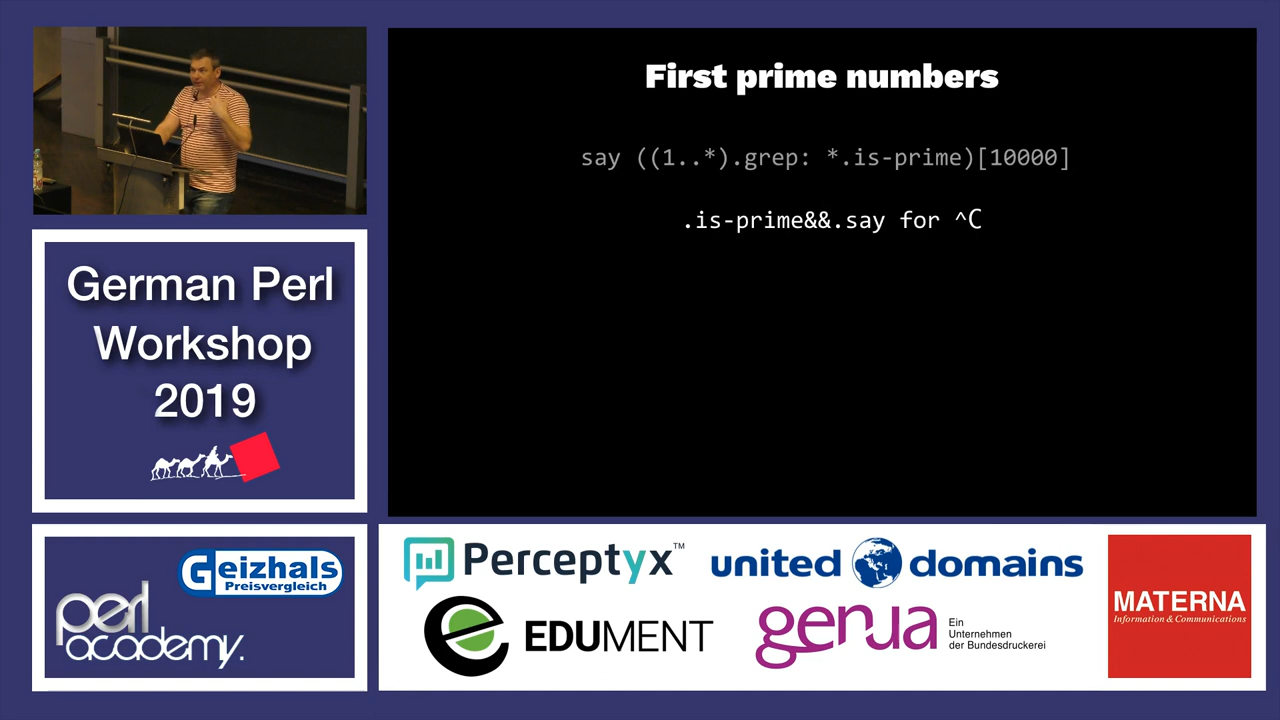 First prime numbers
say ((1..*).grep: *.is-prime)[10000]
.is-prime&&.say for ^Ⅽ
German Perl
Workshop
2019
Geizhals
Preisvergleich
perl
academy.
Perceptyx™
united domains
EDUMENT
genua
Ein
Unternehmen
der Bundesdruckerei
MATERNA
Information & Communications